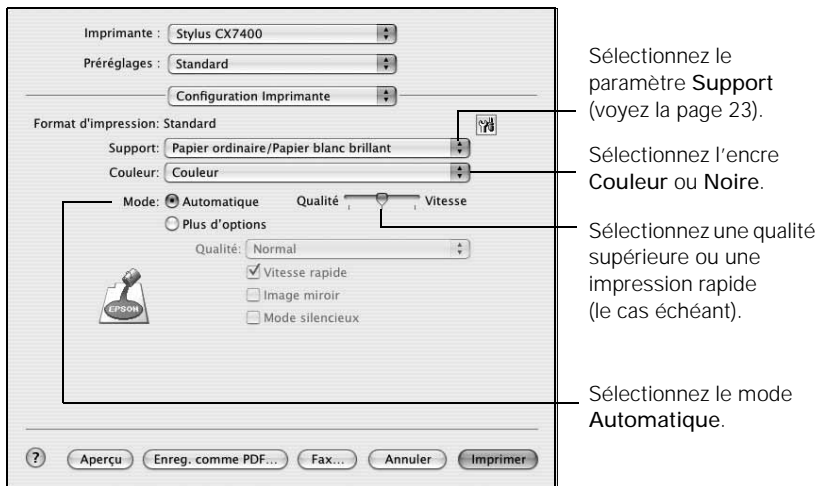 Imprimante : Stylus CX7400
Préréglages : Standard
Configuration Imprimante
Format d'impression: Standard
Support: Papier ordinaire/Papier blanc brillant
Couleur: Couleur
Mode: Automatique Qualité Vitesse
Plus d'options
Qualité: Normal
Vitesse rapide
Image miroir
Mode silencieux
EPSON
? Aperçu Enreg. comme PDF... Fax... Annuler Imprimer
Sélectionnez le
paramètre Support
(voyez la page 23).
Sélectionnez l'encre
Couleur ou Noire.
Sélectionnez une qualité
supérieure ou une
impression rapide
(le cas échéant).
Sélectionnez le mode
Automatique.